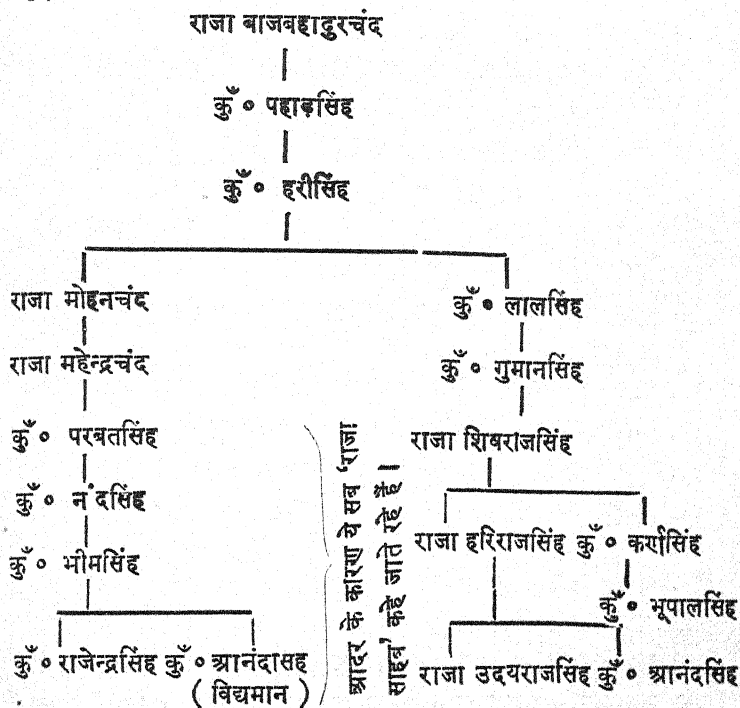 राजा बाजबहादुरचंद
कुँ० पहाड़सिंह
कुँ० हरीसिंह
राजा मोहनचंद
कुँ० लालसिंह
राजा महेन्द्रचंद
कुँ० गुमानसिंह
कुँ० परबतसिंह
राजा शिवराजसिंह
कुँ० नंदसिंह
राजा हरिराजसिंह कुँ० कर्णसिंह
कुँ० भीमसिंह
कुँ० भूपालसिंह
कुँ० राजेन्द्रसिंह कुँ० आनंदासह
( विद्यमान )
राजा उदयराजसिंह कुँ० आनंदसिंह
आदर के कारण ये सब 'राजा
साहब' कहे जाते रहे हैं।